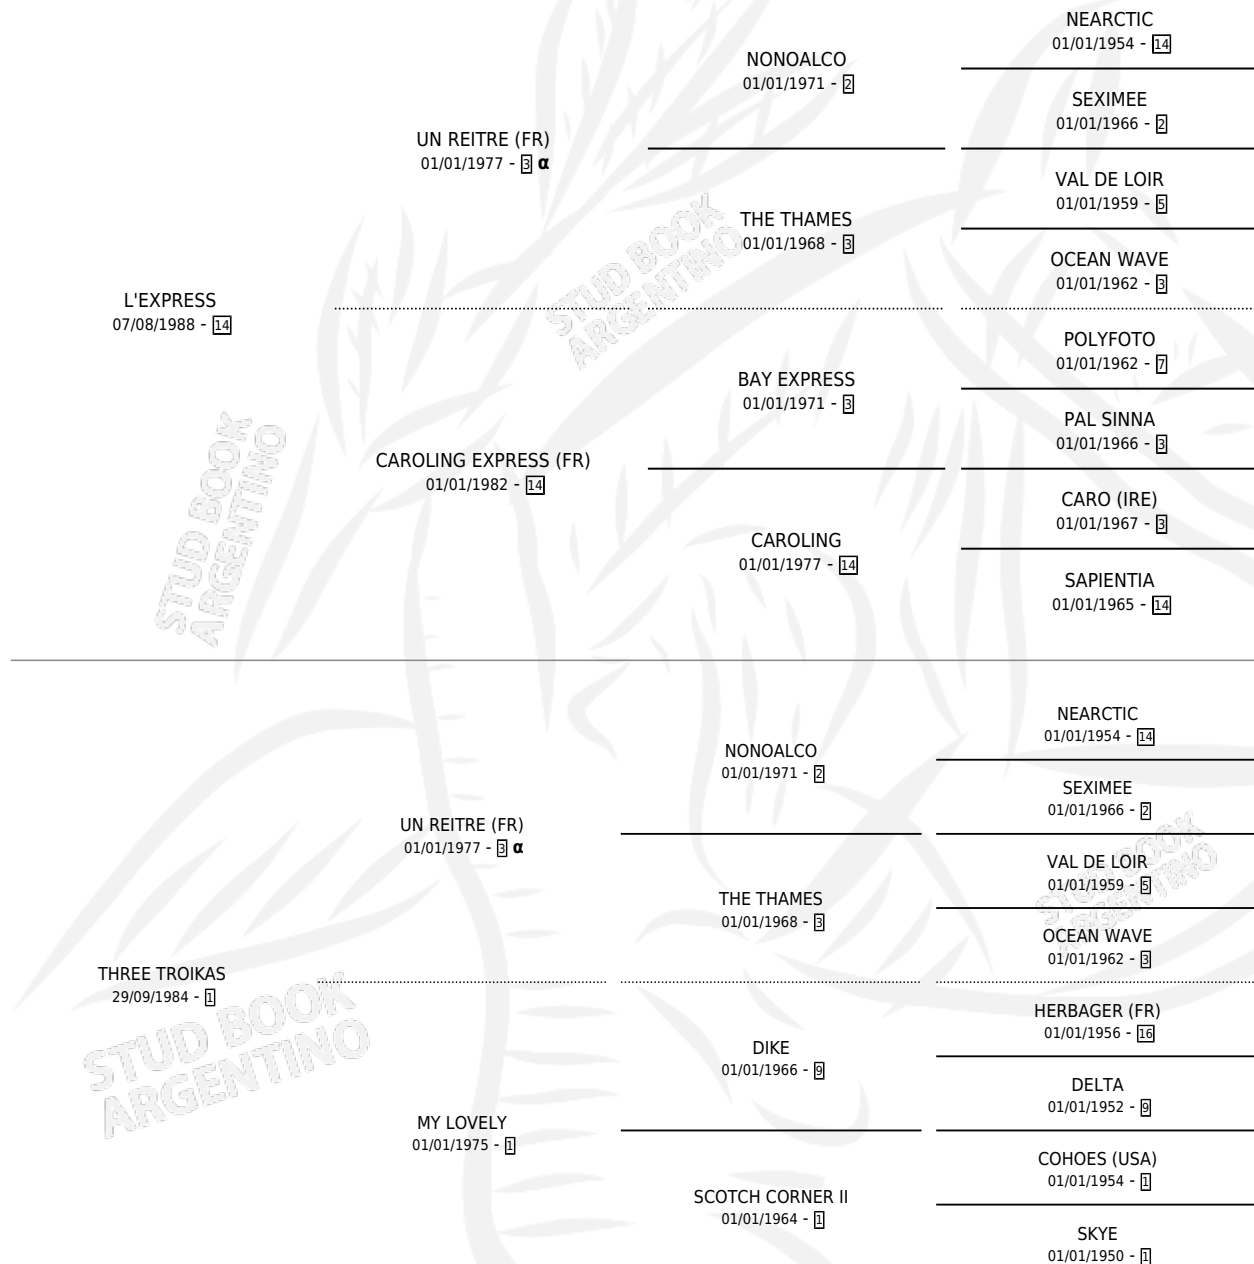 NEARCTIC
01/01/1954 - 14
NONOALCO
01/01/1971 - 2
SEXIMEE
01/01/1966 - 2
UN REITRE (FR)
01/01/1977 - 3 α
VAL DE LOIR
01/01/1959 - 5
THE THAMES
01/01/1968 - 3
OCEAN WAVE
01/01/1962 - 3
L'EXPRESS
07/08/1988 - 14
POLYFOTO
01/01/1962 - 7
BAY EXPRESS
01/01/1971 - 3
PAL SINNA
01/01/1966 - 3
CAROLING EXPRESS (FR)
01/01/1982 - 14
CARO (IRE)
01/01/1967 - 3
CAROLING
01/01/1977 - 14
SAPIENTIA
01/01/1965 - 14
STUD BOOK
ARGENTINO
STUD BOOK
ARGENTINO
NEARCTIC
01/01/1954 - 14
NONOALCO
01/01/1971 - 2
SEXIMEE
01/01/1966 - 2
UN REITRE (FR)
01/01/1977 - 3 α
VAL DE LOIR
01/01/1959 - 5
THE THAMES
01/01/1968 - 3
OCEAN WAVE
01/01/1962 - 3
THREE TROIKAS
29/09/1984 - 1
HERBAGER (FR)
01/01/1956 - 16
DIKE
01/01/1966 - 9
DELTA
01/01/1952 - 9
MY LOVELY
01/01/1975 - 1
COHOES (USA)
01/01/1954 - 1
SCOTCH CORNER II
01/01/1964 - 1
SKYE
01/01/1950 - 1
STUD BOOK
ARGENTINO
STUD BOOK
ARGENTINO